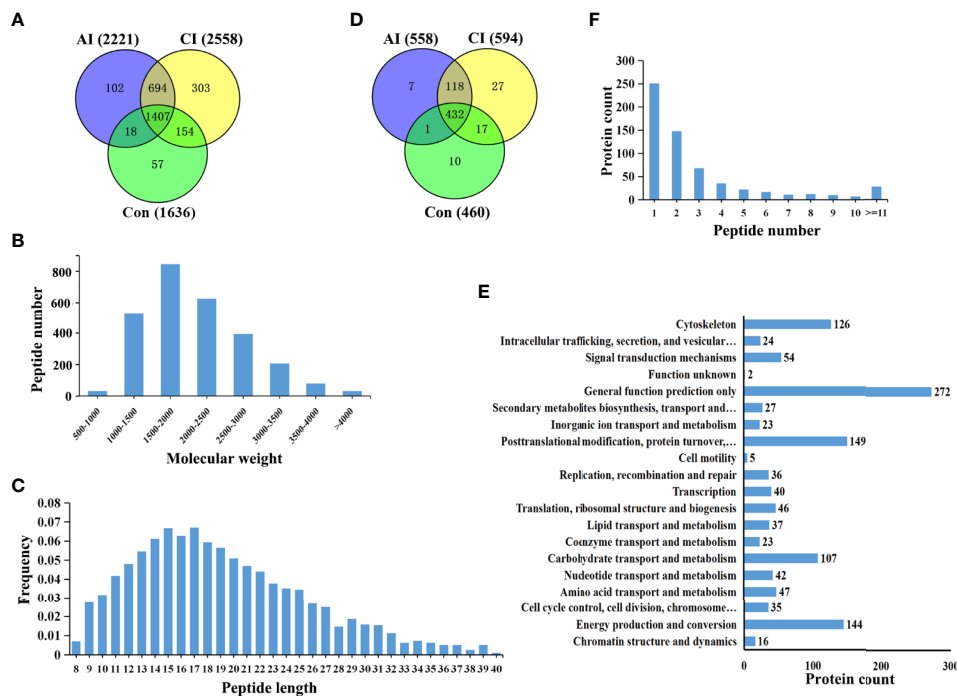 A
AI (2221)
CI (2558)
102
694
303
1407
18
154
57
Con (1636)
D
AI (558)
CI (594)
7
118
27
432
1
17
10
Con (460)
F
Protein count
300
250
200
150
100
50
0
1 2 3 4 5 6 7 8 9 10 >=11
Peptide number
B
Peptide number
800
600
400
200
0
500-1000
1000-1500
1500-2000
2000-2500
2500-3000
3000-3500
3500-4000
>4000
Molecular weight
C
Frequency
0.08
0.07
0.06
0.05
0.04
0.03
0.02
0.01
0
8 9 10 11 12 13 14 15 16 17 18 19 20 21 22 23 24 25 26 27 28 29 30 31 32 33 34 35 36 37 38 39 40
Peptide length
E
Cytoskeleton 126
Intracellular trafficking, secretion, and vesicular… 24
Signal transduction mechanisms 54
Function unknown 2
General function prediction only 272
Secondary metabolites biosynthesis, transport and… 27
Inorganic ion transport and metabolism 23
Posttranslational modification, protein turnover,… 149
Cell motility 5
Replication, recombination and repair 36
Transcription 40
Translation, ribosomal structure and biogenesis 46
Lipid transport and metabolism 37
Coenzyme transport and metabolism 23
Carbohydrate transport and metabolism 107
Nucleotide transport and metabolism 42
Amino acid transport and metabolism 47
Cell cycle control, cell division, chromosome… 35
Energy production and conversion 144
Chromatin structure and dynamics 16
0 100 200 300
Protein count